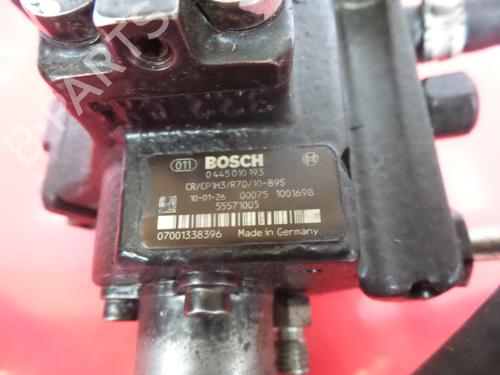 B-PARTS
011 BOSCH
0 445 010 193
CR/CP1H3/R70/10-89S
10-01-26 00075 1001698
55571005
07001338396 Made in Germany